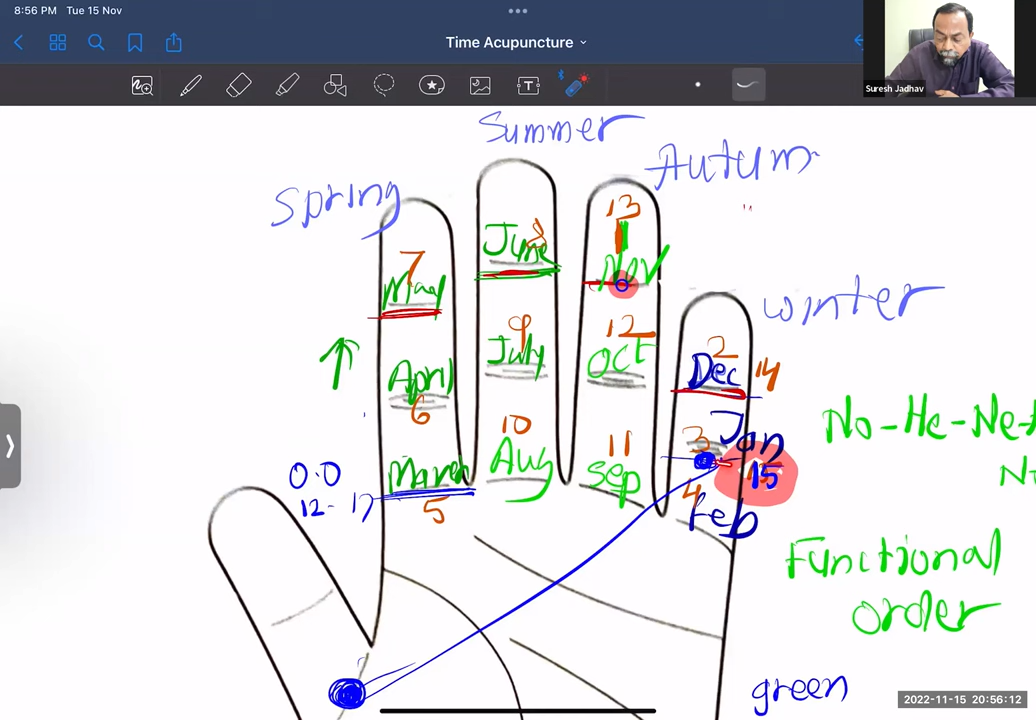 8:56 PM Tue 15 Nov
Time Acupuncture
Suresh Jadhav
Summer
Autum
Spring
13
7
June 8
Nov
May
winter
9
12
2
July
Oct
Dec
14
April
6
No-He-Ne-
Jan
10
11
3
0.0
March
Aug
Sep
15
12-17
5
4
Feb
Functional
order
green
2022-11-15 20:56:12